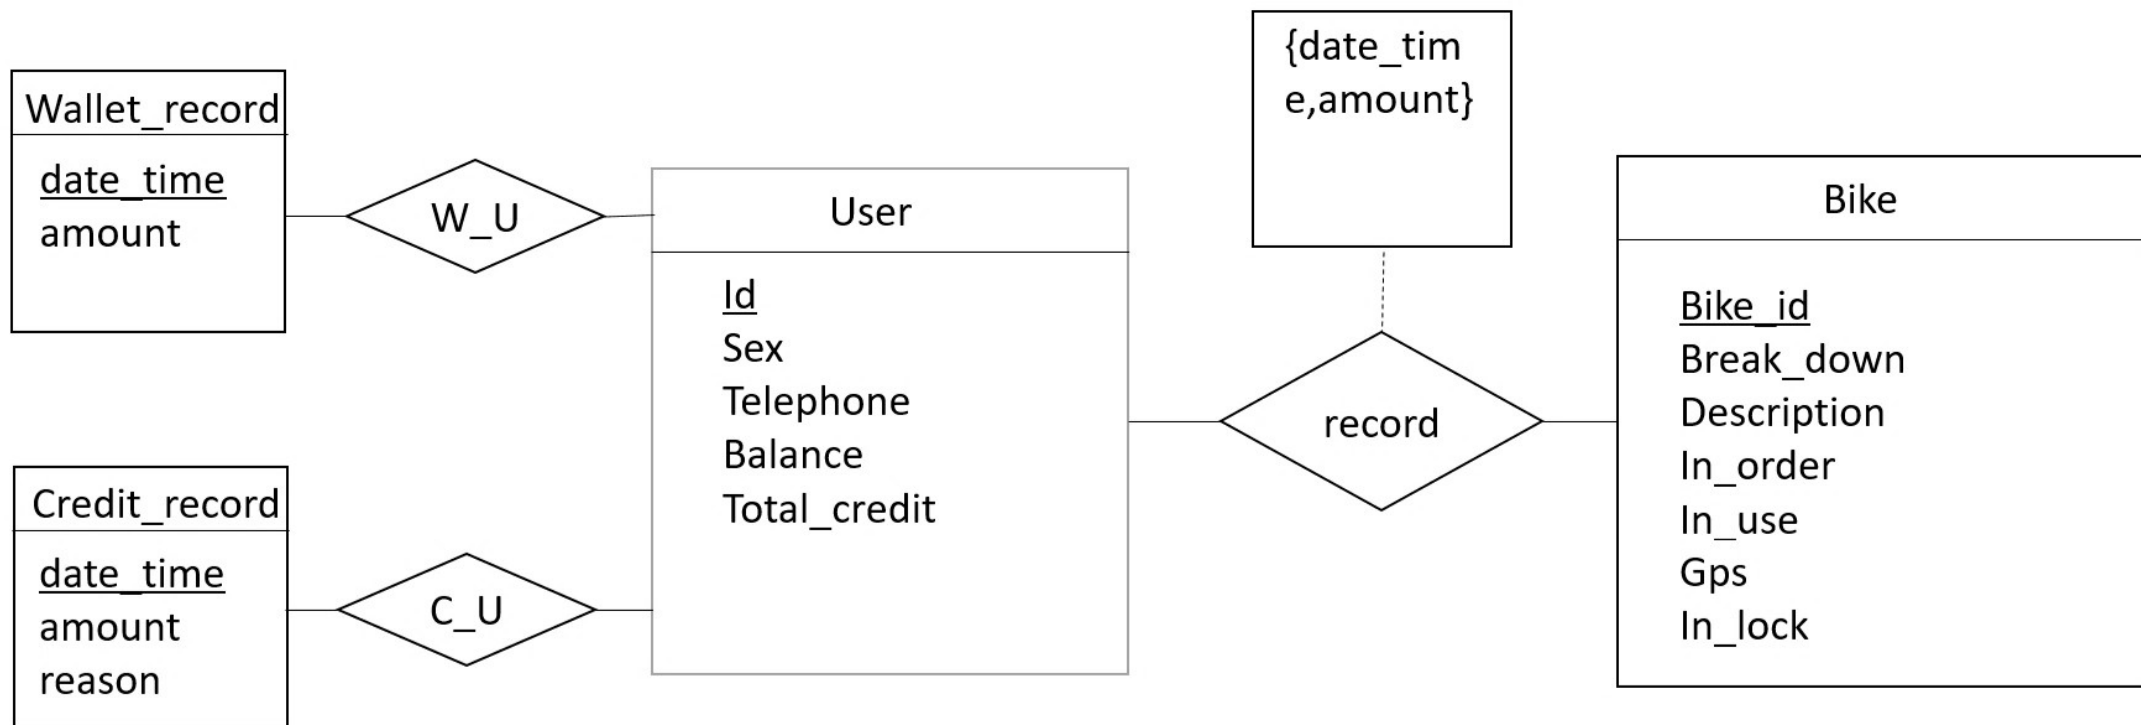 Wallet_record
date_time
amount
W_U
Credit_record
date_time
amount
reason
C_U
User
Id
Sex
Telephone
Balance
Total_credit
{date_tim
e,amount}
record
Bike
Bike_id
Break_down
Description
In_order
In_use
Gps
In_lock